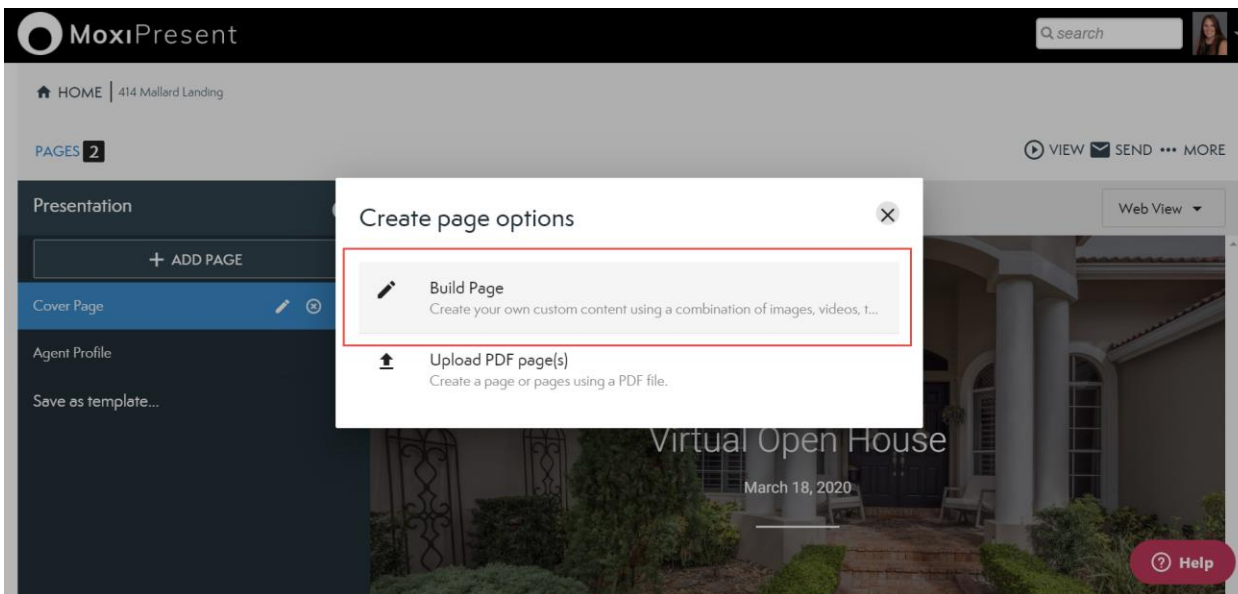 MoxiPresent
search
HOME | 414 Mallard Landing
PAGES 2
VIEW SEND ••• MORE
Presentation
Web View
+ ADD PAGE
Cover Page
Agent Profile
Save as template...
Create page options
Build Page
Create your own custom content using a combination of images, videos, t...
Upload PDF page(s)
Create a page or pages using a PDF file.
Virtual Open House
March 18, 2020
Help